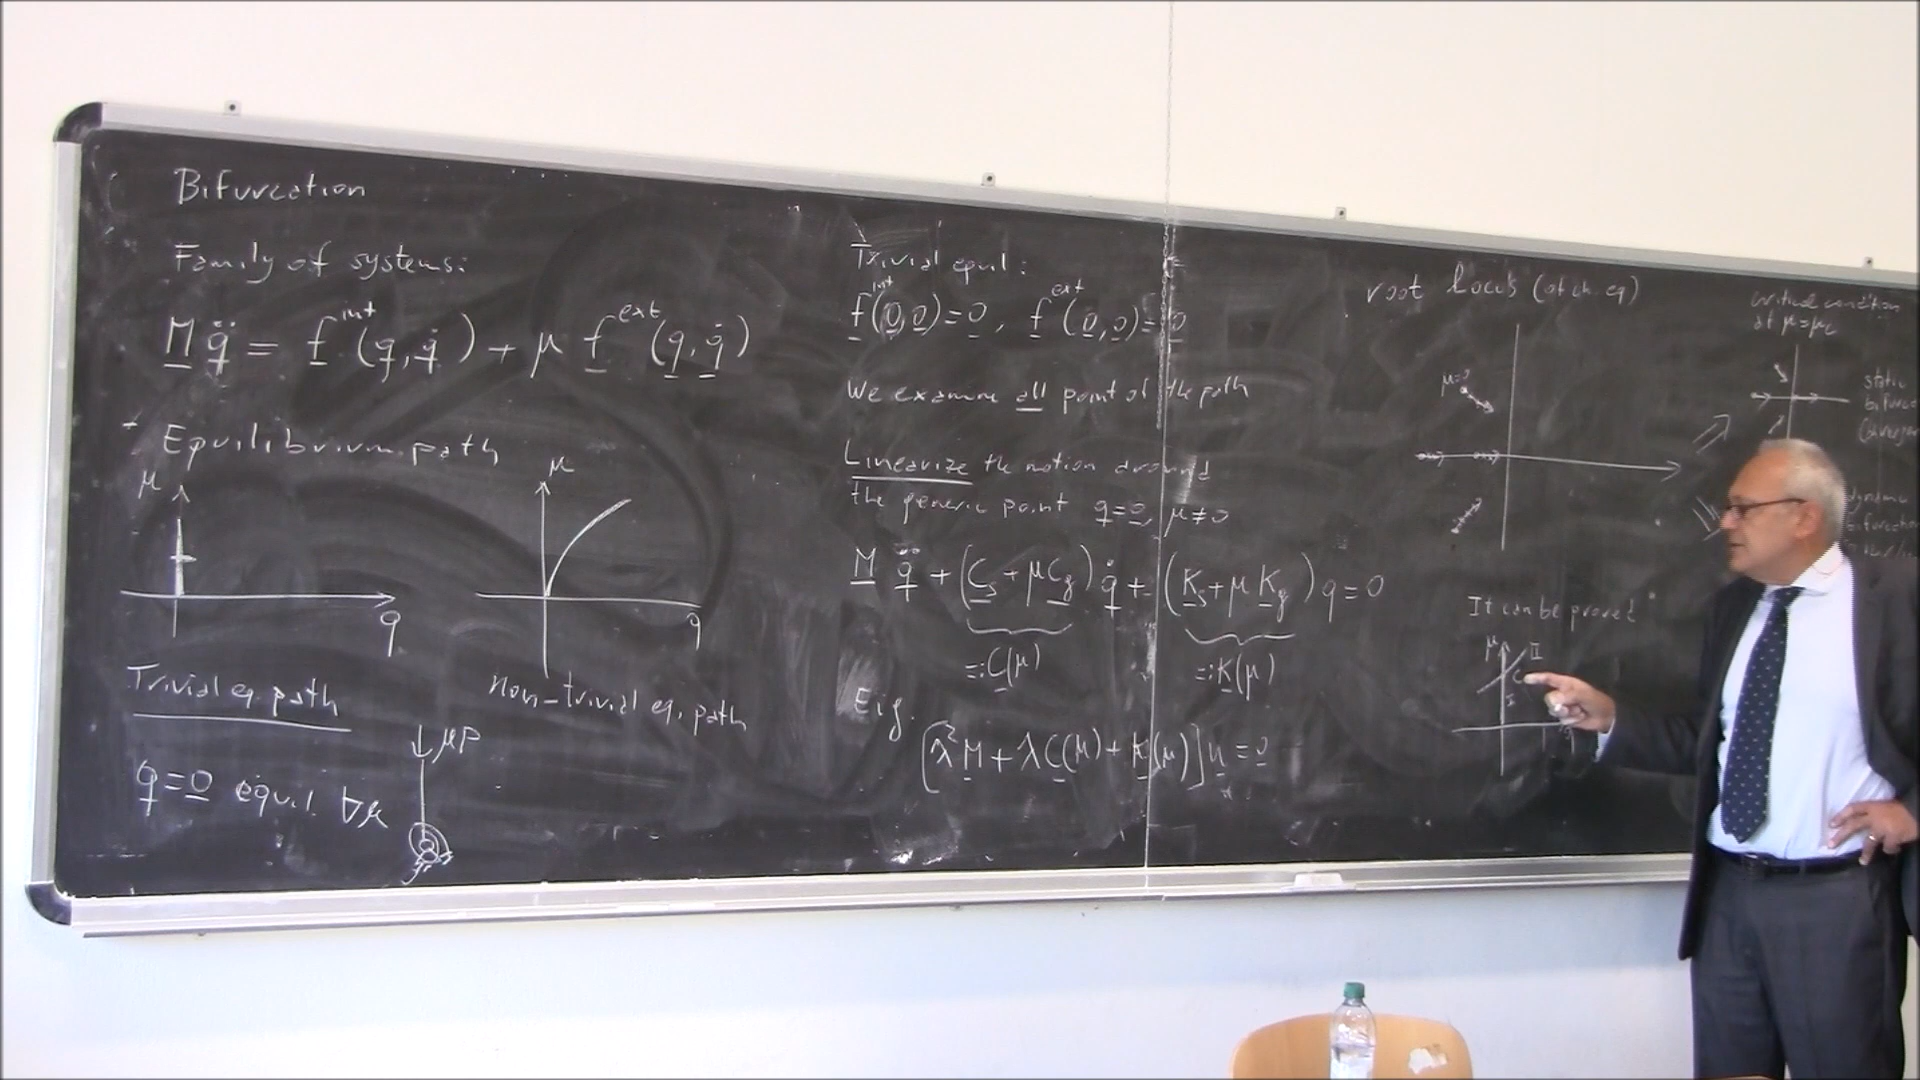 Bifurcation
Family of systems:
M q̈ = f^int (q, q̇) + μ f^ext (q, q̇)
Equilibrium path
μ
q
μ
q
Trivial eq. path
non-trivial eq. path
q = 0 equil ∀μ
μP
Trivial equil:
f^int (0,0) = 0, f^ext (0,0) = 0
We examine all point of the path
Linearize the motion around
the generic point q=0, μ≠0
M q̈ + (C_s + μC_g) q̇ + (K_s + μ K_g) q = 0
=: C(μ)
=: K(μ)
Eig.
[λ² M + λ C(μ) + K(μ)] u = 0
root locus (of ch. eq)
μ=0
critical condition
at μ=μ_c
static
It can be proved
μ
II
C
I
q